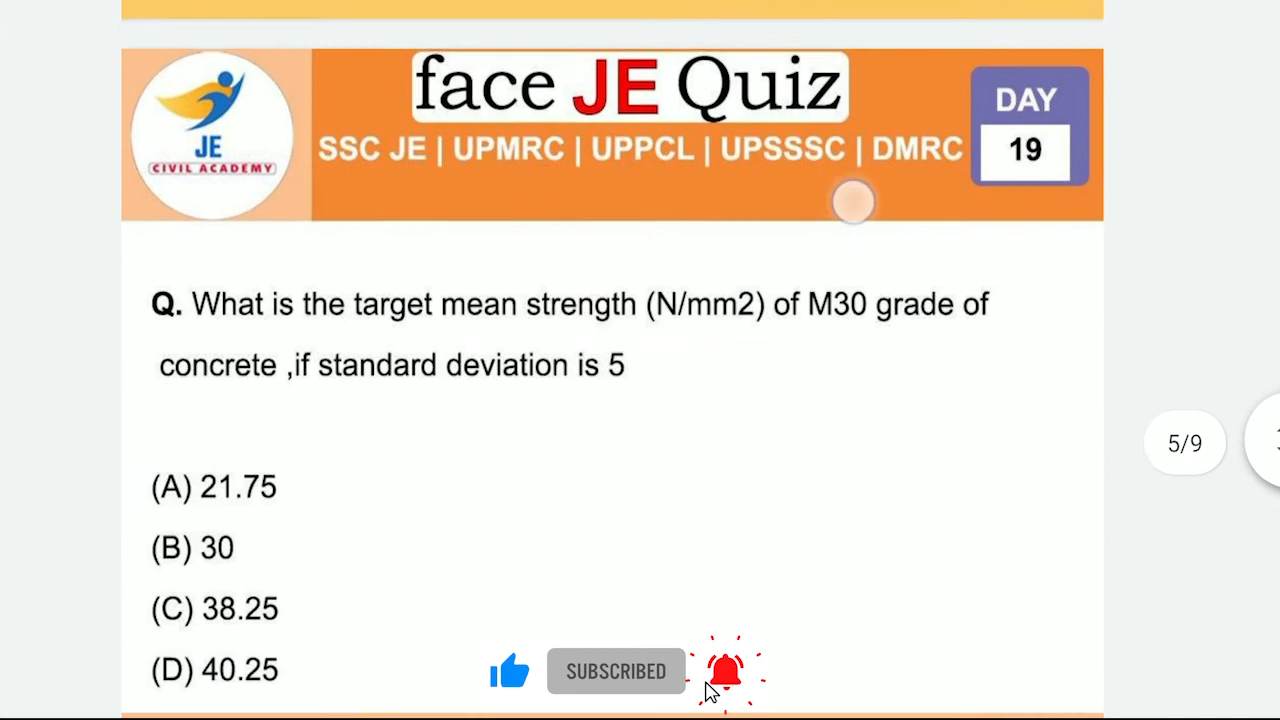 face JE Quiz
SSC JE | UPMRC | UPPCL | UPSSSC | DMRC
DAY
19
JE
CIVIL ACADEMY
Q. What is the target mean strength (N/mm2) of M30 grade of
concrete ,if standard deviation is 5
5/9
(A) 21.75
(B) 30
(C) 38.25
(D) 40.25
SUBSCRIBED